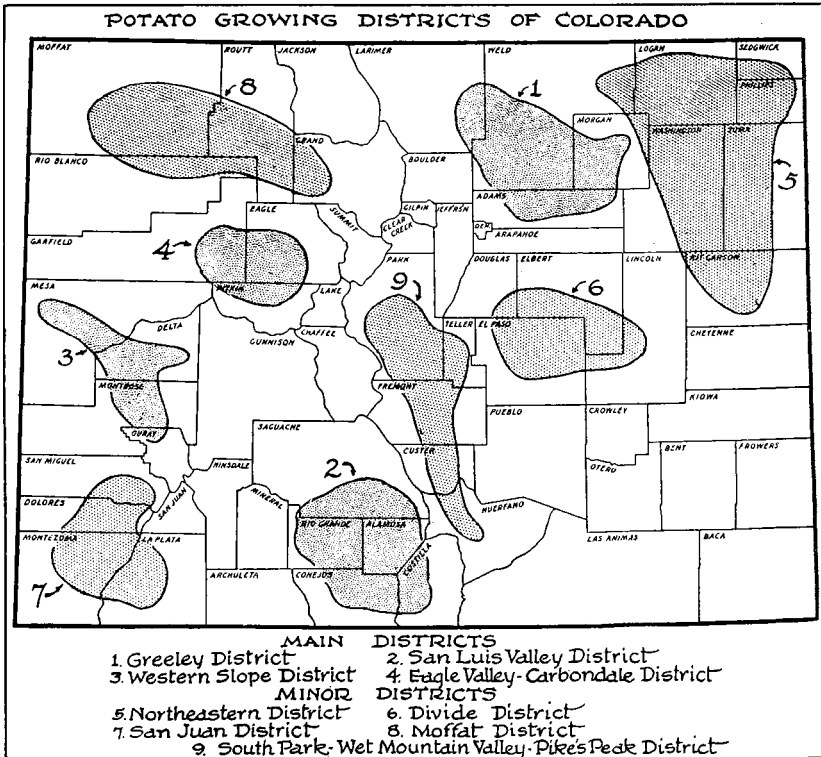 POTATO GROWING DISTRICTS OF COLORADO
MOFFAT
ROUTT
JACKSON
LARIMER
WELD
LOGAN
SEDGWICK
PHILLIPS
8
1
MORGAN
WASHINGTON
YUMA
5
GRAND
RIO BLANCO
BOULDER
ADAMS
GARFIELD
EAGLE
SUMMIT
GILPIN
CLEAR CREEK
JEFFRSN
DEN.
ARAPAHOE
4
PARK
DOUGLAS
ELBERT
LINCOLN
KIT CARSON
MESA
PITKIN
LAKE
9
6
DELTA
GUNNISON
CHAFFEE
TELLER
EL PASO
CHEYENNE
3
MONTROSE
FREMONT
PUEBLO
CROWLEY
KIOWA
OURAY
SAGUACHE
CUSTER
OTERO
BENT
PROWERS
SAN MIGUEL
HINSDALE
2
MINERAL
DOLORES
SAN JUAN
RIO GRANDE
ALAMOSA
HUERFANO
MONTEZUMA
LA PLATA
COSTILLA
LAS ANIMAS
BACA
7
ARCHULETA
CONEJOS
MAIN DISTRICTS
1. Greeley District 2. San Luis Valley District
3. Western Slope District 4. Eagle Valley-Carbondale District
MINOR DISTRICTS
5. Northeastern District 6. Divide District
7. San Juan District 8. Moffat District
9. South Park-Wet Mountain Valley-Pike's Peak District